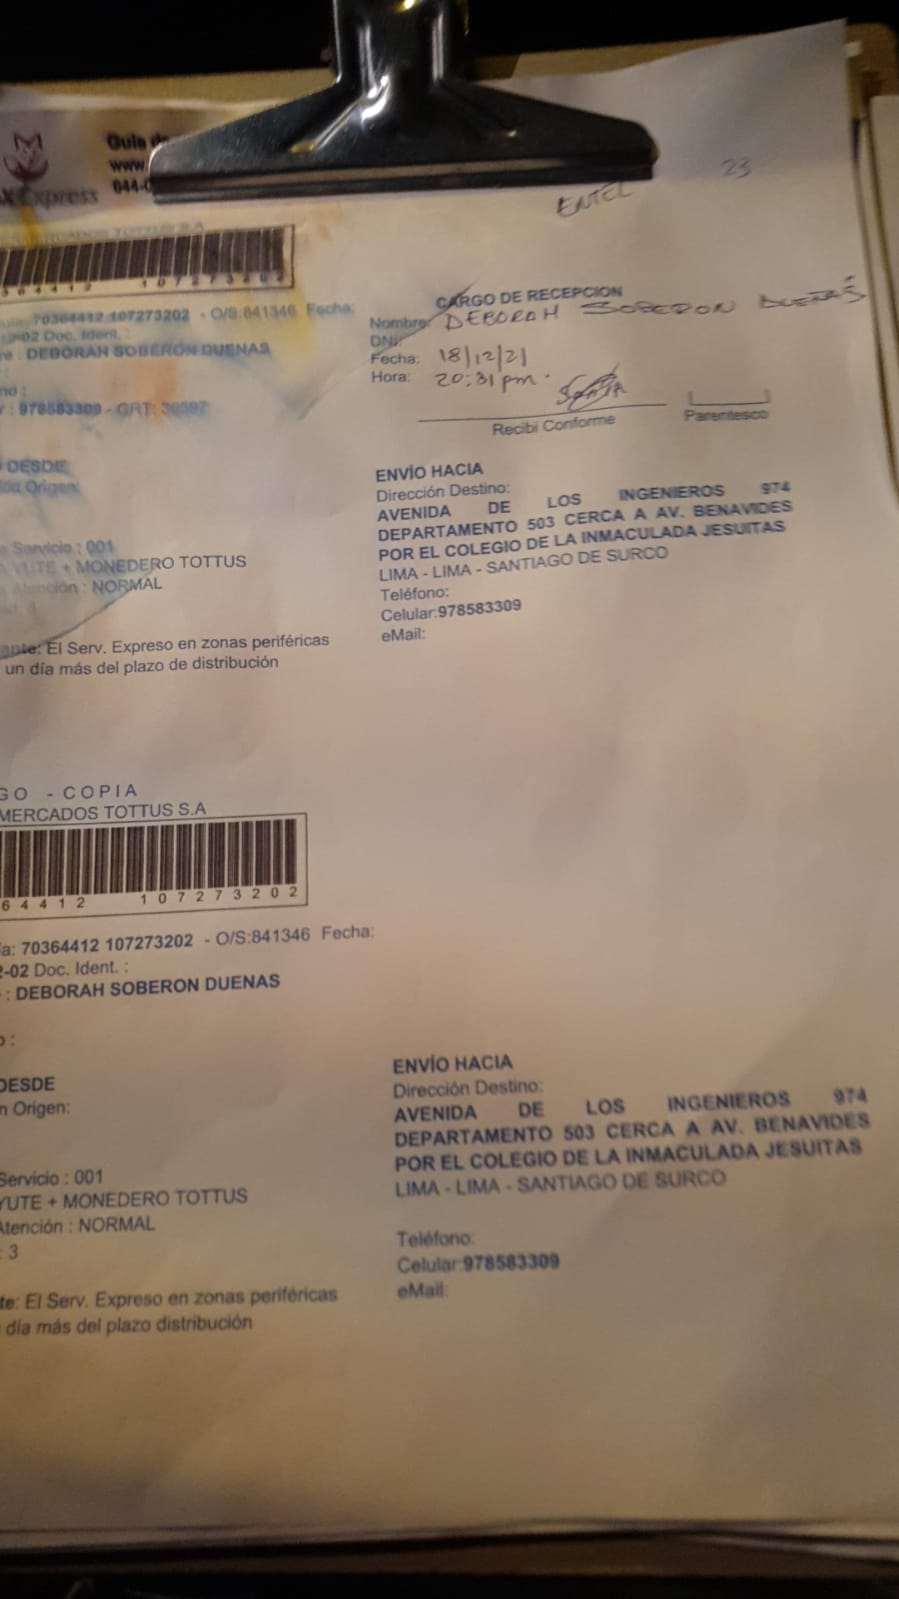 Guia de
www.
Express 644-
ENTEL
23
CARGO DE RECEPCION
Nombre: DEBORAH SOBERON DUEÑAS
DNI:
Fecha: 18/12/21
Hora: 20:31 pm.
Recibi Conforme
Parentesco
64412 107273202
70364412 107273202 - O/S:841346 Fecha:
-02 Doc. Ident. :
: DEBORAH SOBERON DUENAS
: 978583309 - GRT:
DESDE
Origen:
Servicio : 001
YUTE + MONEDERO TOTTUS
Atención : NORMAL
El Serv. Expreso en zonas periféricas
un día más del plazo de distribución
ENVÍO HACIA
Dirección Destino:
AVENIDA DE LOS INGENIEROS 974
DEPARTAMENTO 503 CERCA A AV. BENAVIDES
POR EL COLEGIO DE LA INMACULADA JESUITAS
LIMA - LIMA - SANTIAGO DE SURCO
Teléfono:
Celular:978583309
eMail:
GO - COPIA
MERCADOS TOTTUS S.A
64412 107273202
a: 70364412 107273202 - O/S:841346 Fecha:
2-02 Doc. Ident. :
: DEBORAH SOBERON DUENAS
o :
DESDE
n Origen:
Servicio : 001
YUTE + MONEDERO TOTTUS
Atención : NORMAL
: 3
te: El Serv. Expreso en zonas periféricas
día más del plazo distribución
ENVÍO HACIA
Dirección Destino:
AVENIDA DE LOS INGENIEROS 974
DEPARTAMENTO 503 CERCA A AV. BENAVIDES
POR EL COLEGIO DE LA INMACULADA JESUITAS
LIMA - LIMA - SANTIAGO DE SURCO
Teléfono:
Celular:978583309
eMail: